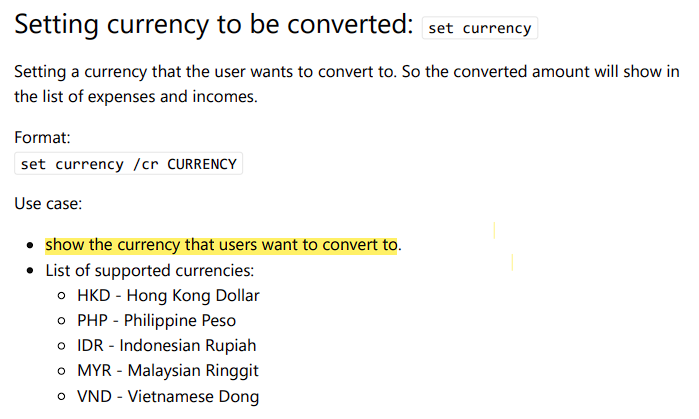 Setting currency to be converted: set currency
Setting a currency that the user wants to convert to. So the converted amount will show in
the list of expenses and incomes.
Format:
set currency /cr CURRENCY
Use case:
show the currency that users want to convert to.
List of supported currencies:
HKD - Hong Kong Dollar
PHP - Philippine Peso
IDR - Indonesian Rupiah
MYR - Malaysian Ringgit
VND - Vietnamese Dong